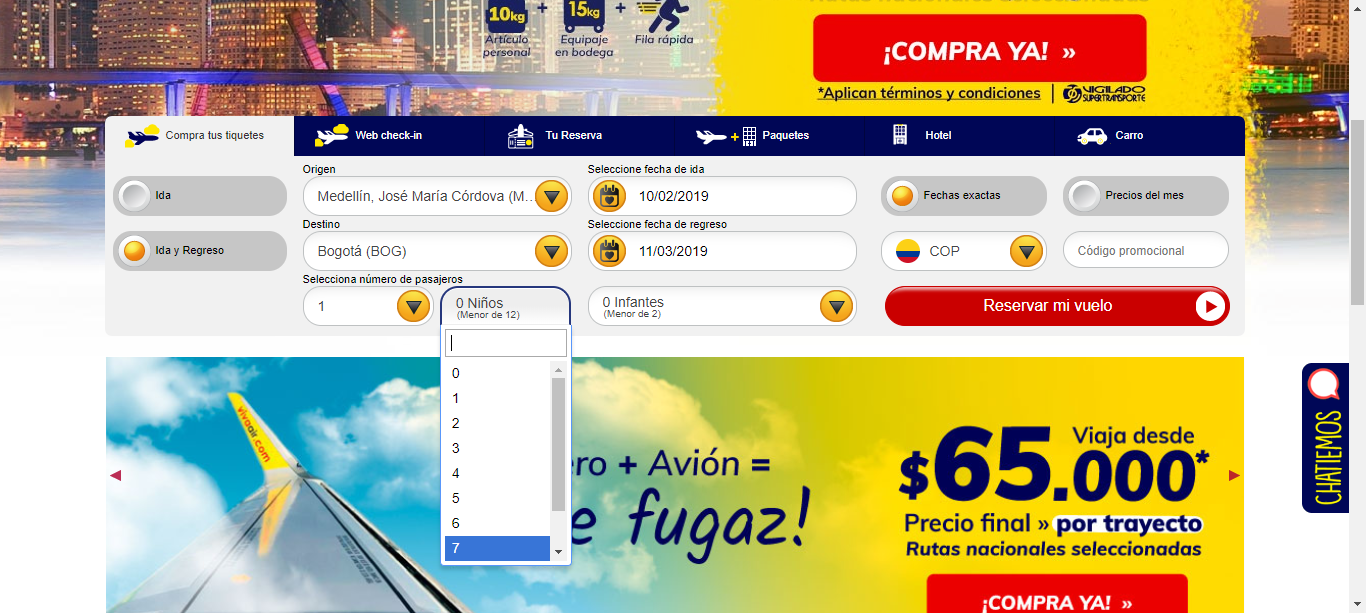 10kg + 15kg +
Artículo personal
Equipaje en bodega
Fila rápida
¡COMPRA YA! »
*Aplican términos y condiciones | VIGILADO SUPERTRANSPORTE
Compra tus tiquetes
Web check-in
Tu Reserva
Paquetes
Hotel
Carro
Ida
Ida y Regreso
Origen
Medellín, José María Córdova (M...
Destino
Bogotá (BOG)
Selecciona número de pasajeros
1
0 Niños
(Menor de 12)
0
1
2
3
4
5
6
7
Seleccione fecha de ida
10/02/2019
Seleccione fecha de regreso
11/03/2019
0 Infantes
(Menor de 2)
Fechas exactas
Precios del mes
COP
Código promocional
Reservar mi vuelo
vivaair.com
ero + Avión =
e fugaz!
Viaja desde
$65.000*
Precio final » por trayecto
Rutas nacionales seleccionadas
¡COMPRA YA! »
CHATIEMOS